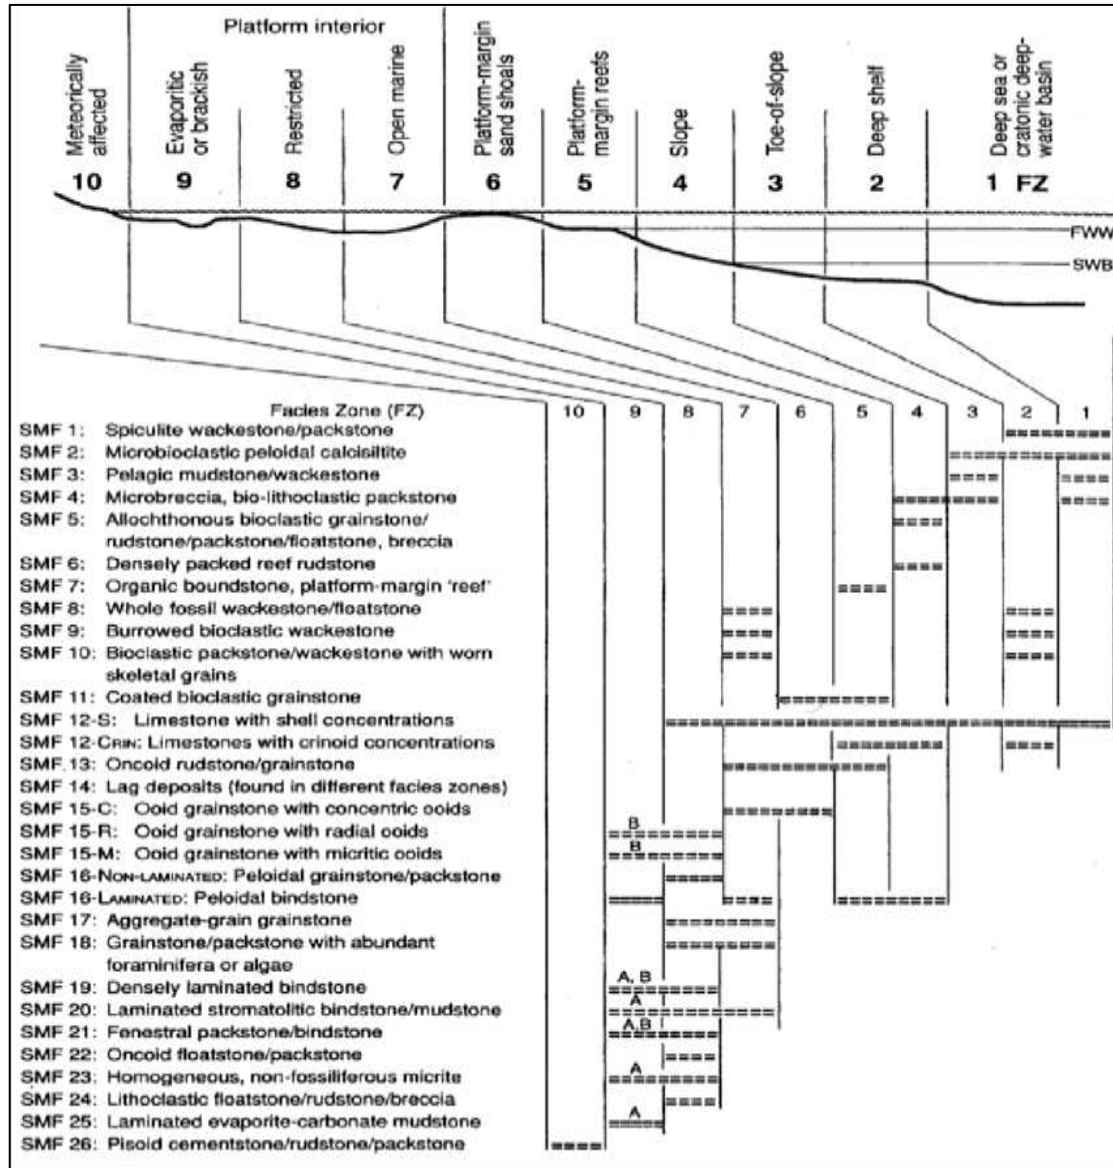 Platform interior
Meteorically
affected
Evaporitic
or brackish
Restricted
Open marine
Platform-margin
sand shoals
Platform-
margin reefs
Slope
Toe-of-slope
Deep shelf
Deep sea or
cratonic deep-
water basin
10 9 8 7 6 5 4 3 2 1 FZ
FWW
SWB
Facies Zone (FZ) 10 9 8 7 6 5 4 3 2 1
SMF 1: Spiculite wackestone/packstone
SMF 2: Microbioclastic peloidal calcisiltite
SMF 3: Pelagic mudstone/wackestone
SMF 4: Microbreccia, bio-lithoclastic packstone
SMF 5: Allochthonous bioclastic grainstone/
rudstone/packstone/floatstone, breccia
SMF 6: Densely packed reef rudstone
SMF 7: Organic boundstone, platform-margin 'reef'
SMF 8: Whole fossil wackestone/floatstone
SMF 9: Burrowed bioclastic wackestone
SMF 10: Bioclastic packstone/wackestone with worn
skeletal grains
SMF 11: Coated bioclastic grainstone
SMF 12-S: Limestone with shell concentrations
SMF 12-CRIN: Limestones with crinoid concentrations
SMF 13: Oncoid rudstone/grainstone
SMF 14: Lag deposits (found in different facies zones)
SMF 15-C: Ooid grainstone with concentric ooids
SMF 15-R: Ooid grainstone with radial ooids B
SMF 15-M: Ooid grainstone with micritic ooids B
SMF 16-NON-LAMINATED: Peloidal grainstone/packstone
SMF 16-LAMINATED: Peloidal bindstone
SMF 17: Aggregate-grain grainstone
SMF 18: Grainstone/packstone with abundant
foraminifera or algae
SMF 19: Densely laminated bindstone A, B
SMF 20: Laminated stromatolitic bindstone/mudstone A
SMF 21: Fenestral packstone/bindstone A,B
SMF 22: Oncoid floatstone/packstone
SMF 23: Homogeneous, non-fossiliferous micrite A
SMF 24: Lithoclastic floatstone/rudstone/breccia
SMF 25: Laminated evaporite-carbonate mudstone A
SMF 26: Pisoid cementstone/rudstone/packstone